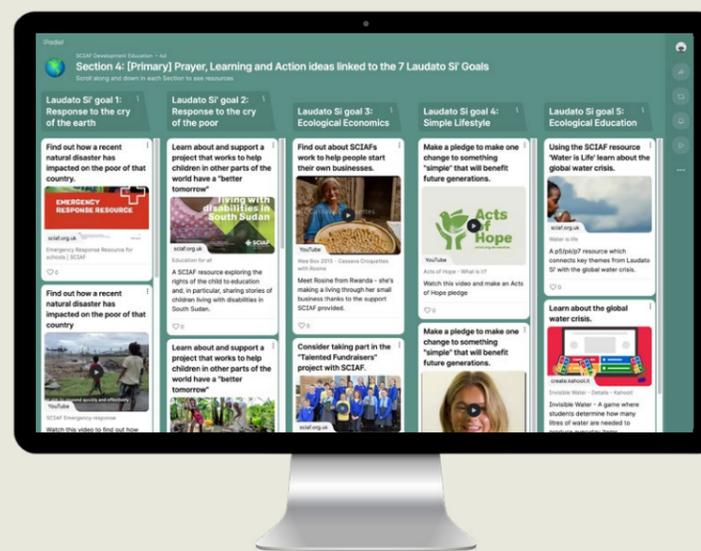 Padlet
SCIAF Development Education
Section 4: [Primary] Prayer, Learning and Action ideas linked to the 7 Laudato Si' Goals
Scroll along and down in each Section to see resources
Laudato Si' goal 1:
Response to the cry
of the earth
Find out how a recent
natural disaster has
impacted on the poor of that
country.
EMERGENCY
RESPONSE RESOURCE
sciaf.org.uk
Emergency Response Resource for
schools | SCIAF
0
Find out how a recent
natural disaster has
impacted on the poor of that
country
YouTube
SCIAF Emergency response
Watch this video to find out how
Laudato Si' goal 2:
Response to the cry
of the poor
Learn about and support a
project that works to help
children in other parts of the
world have a "better
tomorrow"
living with
disabilities in
South Sudan
sciaf.org.uk
SCIAF
Education for all
A SCIAF resource exploring the
rights of the child to education
and, in particular, sharing stories of
children living with disabilities in
South Sudan.
0
Learn about and support a
project that works to help
children in other parts of the
world have a "better
tomorrow"
Laudato Si goal 3:
Ecological Economics
Find out about SCIAFs
work to help people start
their own businesses.
YouTube
Wee Box 2015 - Cassava Croquettes
with Rosine
Meet Rosine from Rwanda - she's
making a living through her small
business thanks to the support
SCIAF provided.
0
Consider taking part in the
"Talented Fundraisers"
project with SCIAF.
sciaf.org.uk
Laudato Si goal 4:
Simple Lifestyle
Make a pledge to make one
change to something
"simple" that will benefit
future generations.
Acts
of
Hope
YouTube
Acts of Hope - What is it?
Watch this video and make an Acts
of Hope pledge
0
Make a pledge to make one
change to something
"simple" that will benefit
future generations.
Laudato Si goal 5:
Ecological Education
Using the SCIAF resource
'Water is Life' learn about the
global water crisis.
sciaf.org.uk
Water is life
A p5/p6/p7 resource which
connects key themes from Laudato
Si' with the global water crisis.
0
Learn about the global
water crisis.
create.kahoot.it
Invisible Water - Details - Kahoot!
Invisible Water - A game where
students determine how many
litres of water are needed to
produce everyday items